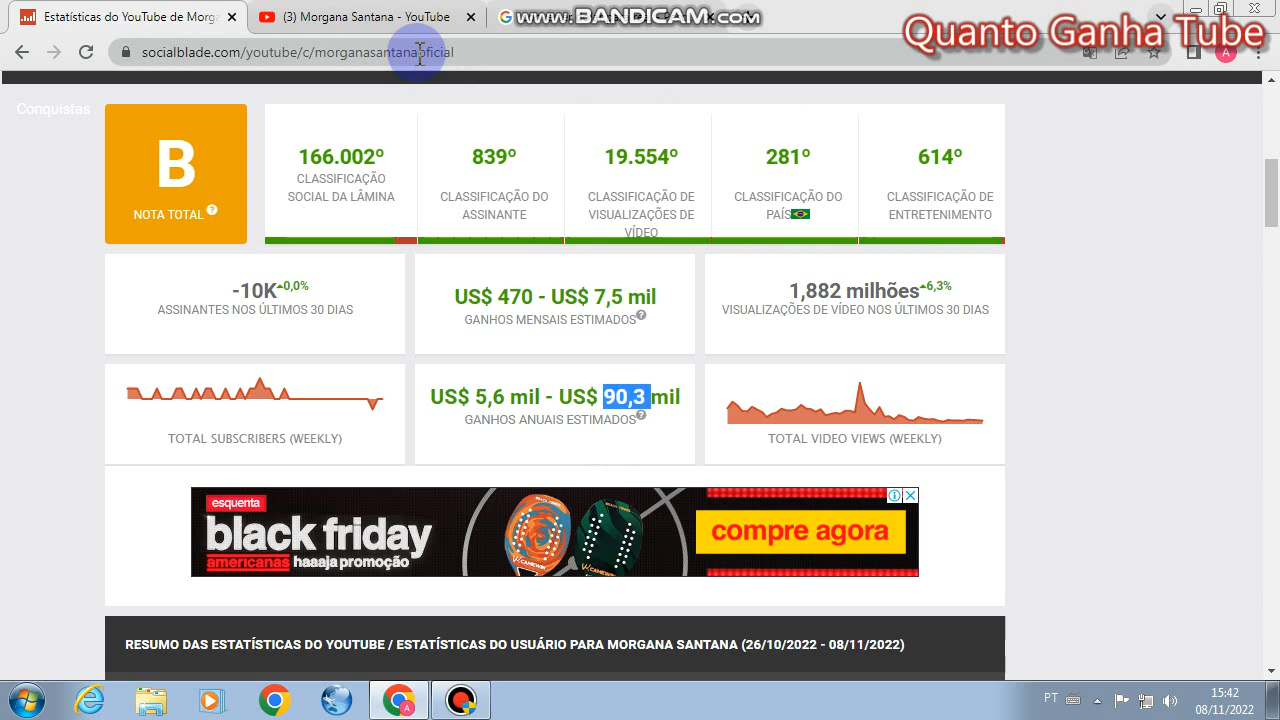 Estatísticas do YouTube de Morga
(3) Morgana Santana - YouTube
www.BANDICAM.com
Quanto Ganha Tube
socialblade.com/youtube/c/morganasantanaoficial
Conquistas
B
NOTA TOTAL ?
166.002º
CLASSIFICAÇÃO
SOCIAL DA LÂMINA
839º
CLASSIFICAÇÃO DO
ASSINANTE
19.554º
CLASSIFICAÇÃO DE
VISUALIZAÇÕES DE
VÍDEO
281º
CLASSIFICAÇÃO DO
PAÍS
614º
CLASSIFICAÇÃO DE
ENTRETENIMENTO
-10K 0,0%
ASSINANTES NOS ÚLTIMOS 30 DIAS
US$ 470 - US$ 7,5 mil
GANHOS MENSAIS ESTIMADOS ?
1,882 milhões 6,3%
VISUALIZAÇÕES DE VÍDEO NOS ÚLTIMOS 30 DIAS
TOTAL SUBSCRIBERS (WEEKLY)
US$ 5,6 mil - US$ 90,3 mil
GANHOS ANUAIS ESTIMADOS ?
TOTAL VIDEO VIEWS (WEEKLY)
esquenta
black friday
americanas haaaja promoção
compre agora
RESUMO DAS ESTATÍSTICAS DO YOUTUBE / ESTATÍSTICAS DO USUÁRIO PARA MORGANA SANTANA (26/10/2022 - 08/11/2022)
PT
15:42
08/11/2022